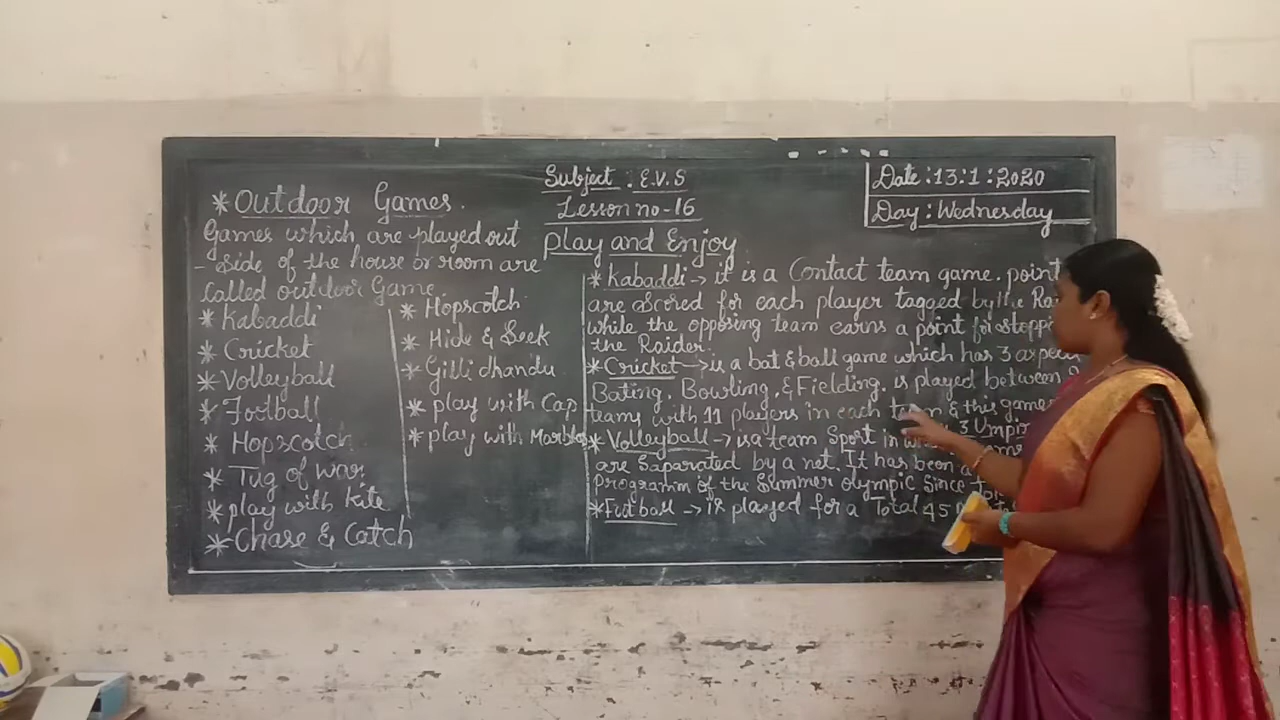 Subject : E.V.S
Lesson no-16
Play and Enjoy
Date : 13:1:2020
Day : Wednesday
* Outdoor Games.
Games which are played out
- side of the house or room are
called outdoor Game
* Kabaddi
* Cricket
* Volleyball
* Football
* Hopscotch
* Tug of war
* play with kite
* Chase & Catch
* Hopscotch
* Hide & Seek
* Gilli dhandu
* play with Cap
* play with Marbles
* Kabaddi -> it is a Contact team game. point
are Scored for each player tagged by the
while the opposing team earns a point for
the Raider
* Cricket -> is a bat & ball game which has 3
Bating, Bowling, & Fielding. is played between
teams with 11 players in each team & this game
* Volleyball -> is a team Sport in 3
are Saparated by a net. It has been a
Programm of the Summer olympic Since
* Futball -> is played for a Total 45